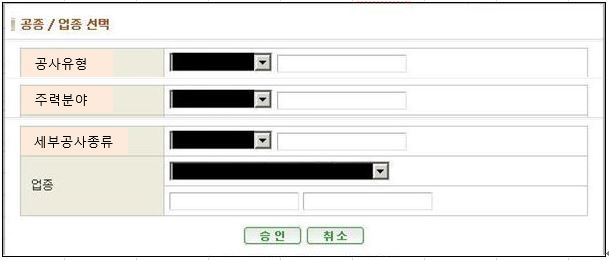 공종 / 업종 선택
공사유형
주력분야
세부공사종류
업종
승 인 취 소